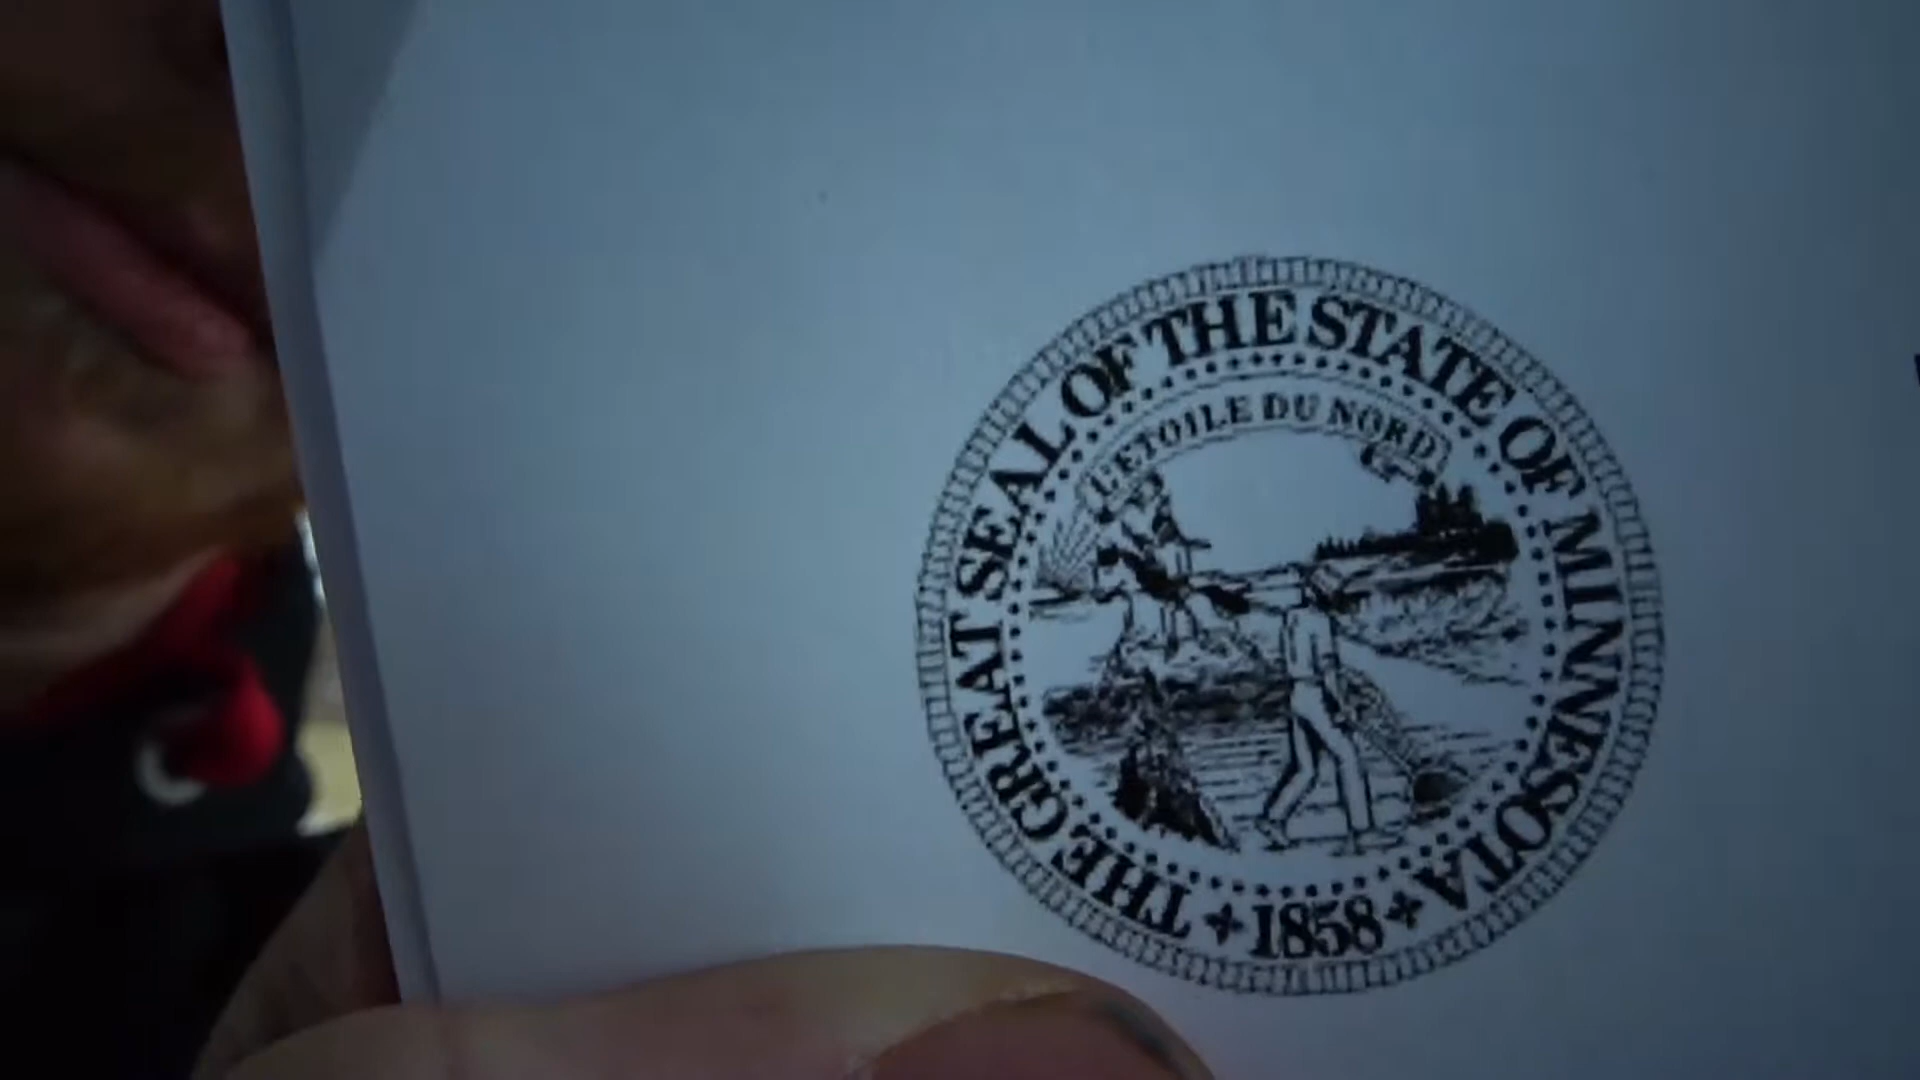 THE GREAT SEAL OF THE STATE OF MINNESOTA
L'ETOILE DU NORD
1858